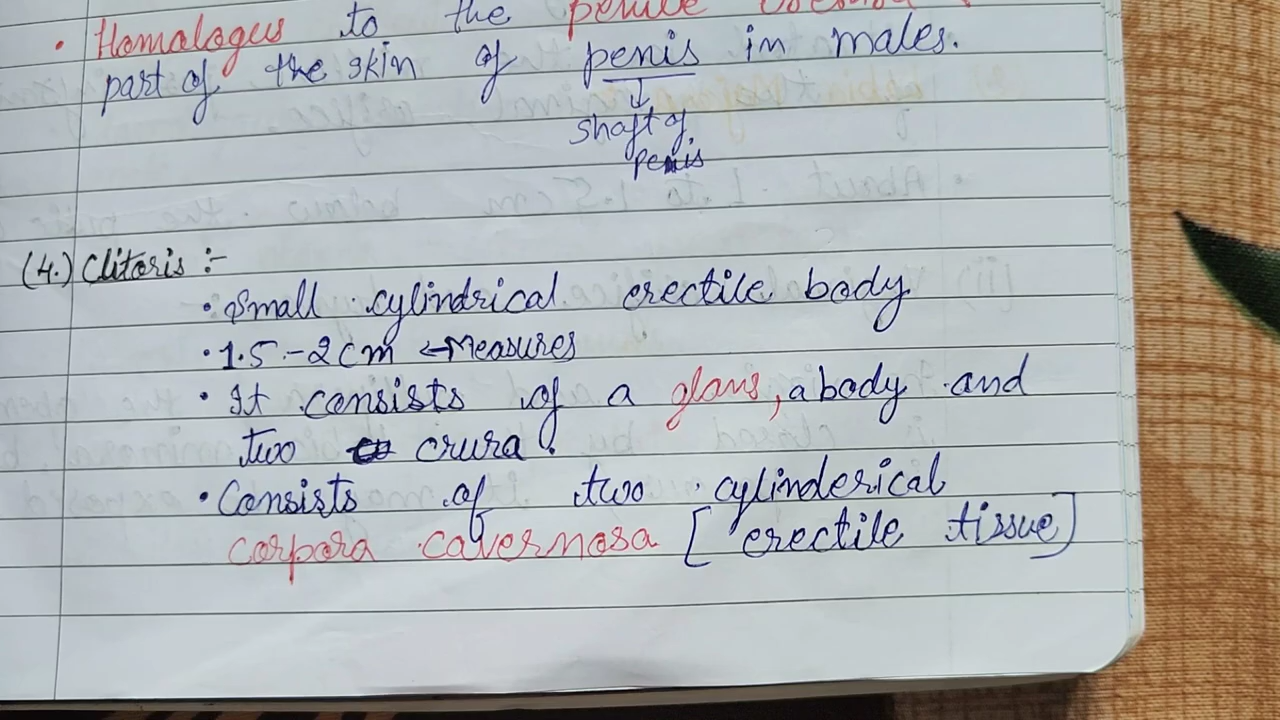 • Homologus to the penile
part of the skin of penis in males.
↓
shaft of
penis
(4.) Clitoris :-
• Small cylindrical erectile body
• 1.5 - 2 cm ← Measures
• It consists of a glans, a body and
two crura.
• Consists of two cylinderical
corpora cavernosa [erectile tissue]